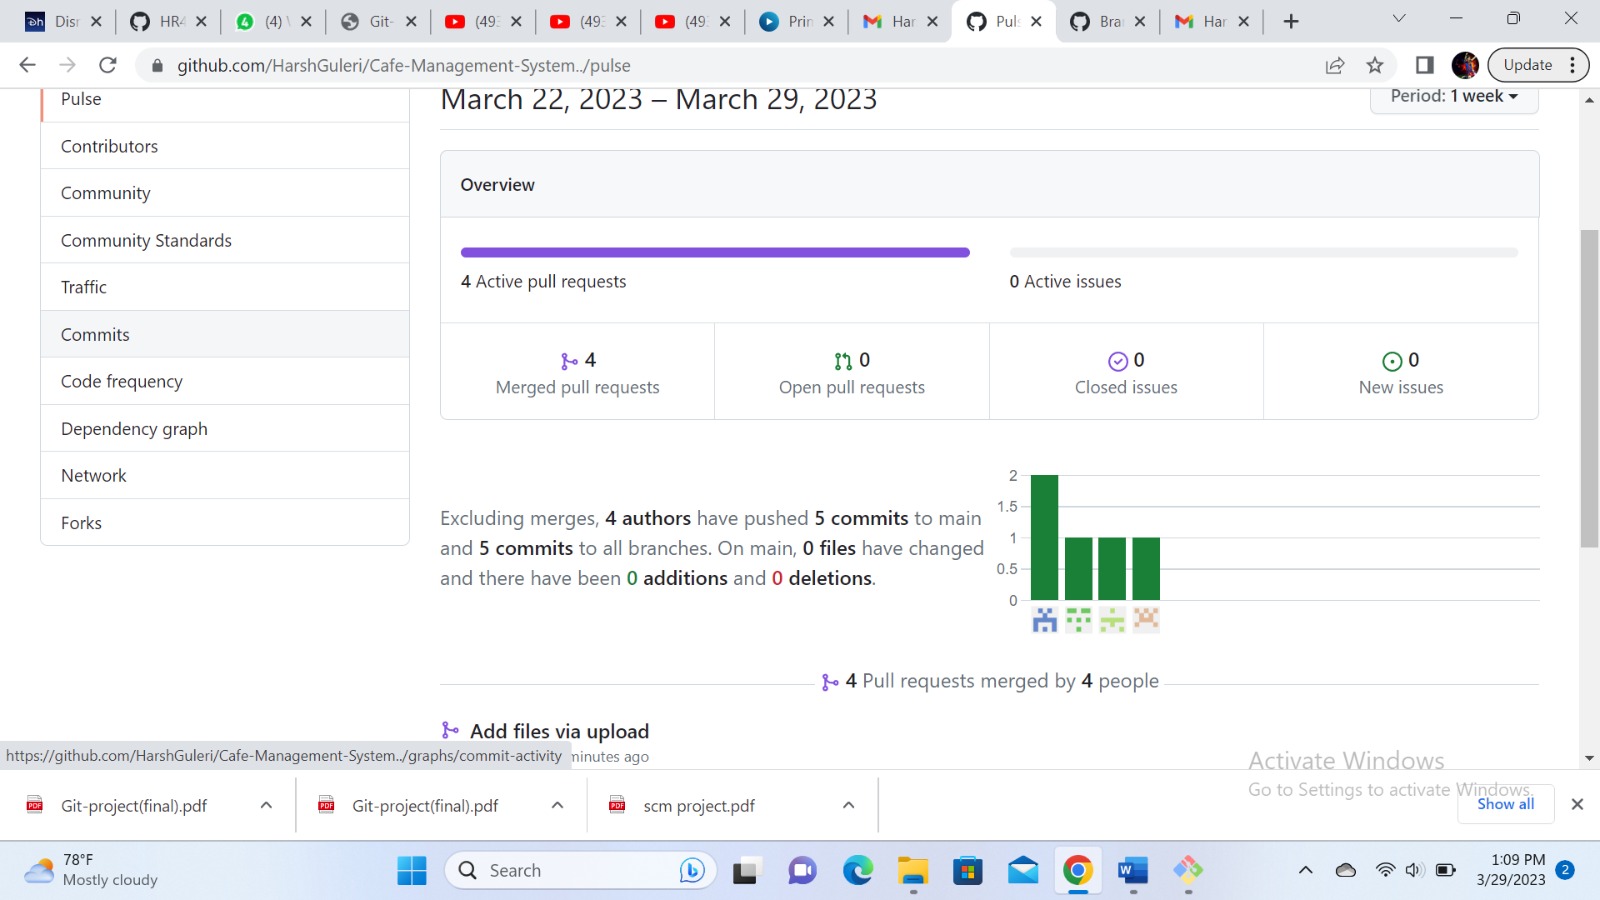 Disr
HR4
(4)
Git-
(493
(493
(493
Prin
Har
Puls
Bra
Har
github.com/HarshGuleri/Cafe-Management-System../pulse
Update
Pulse
Contributors
Community
Community Standards
Traffic
Commits
Code frequency
Dependency graph
Network
Forks
March 22, 2023 – March 29, 2023
Period: 1 week
Overview
4 Active pull requests
0 Active issues
4
Merged pull requests
0
Open pull requests
0
Closed issues
0
New issues
Excluding merges, 4 authors have pushed 5 commits to main
and 5 commits to all branches. On main, 0 files have changed
and there have been 0 additions and 0 deletions.
2
1.5
1
0.5
0
4 Pull requests merged by 4 people
Add files via upload
minutes ago
https://github.com/HarshGuleri/Cafe-Management-System../graphs/commit-activity
Activate Windows
Go to Settings to activate Windows.
Git-project(final).pdf
Git-project(final).pdf
scm project.pdf
Show all
78°F
Mostly cloudy
Search
1:09 PM
3/29/2023
2